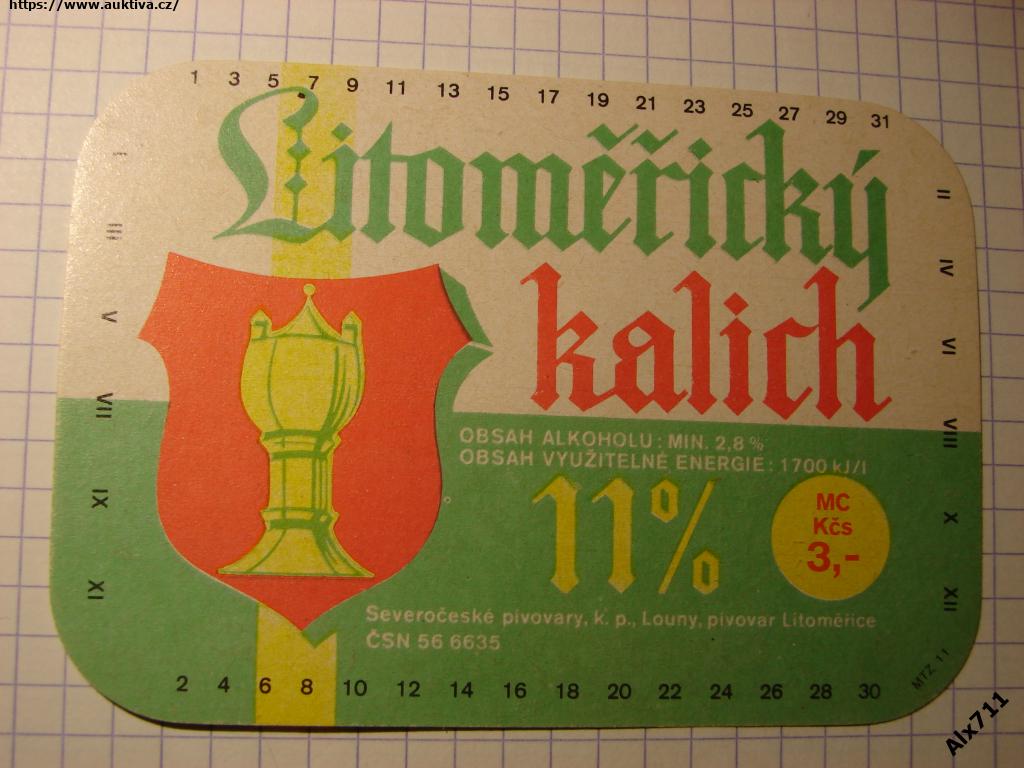 https://www.auktiva.cz/
1 3 5 7 9 11 13 15 17 19 21 23 25 27 29 31
Litoměřický
kalich
I
III
V
VII
IX
XI
II
IV
VI
VIII
X
XII
OBSAH ALKOHOLU: MIN. 2,8 %
OBSAH VYUŽITELNÉ ENERGIE: 1700 kJ/l
11%
MC
Kčs
3,-
Severočeské pivovary, k. p., Louny, pivovar Litoměřice
ČSN 56 6635
2 4 6 8 10 12 14 16 18 20 22 24 26 28 30
MTZ 11
Alx711